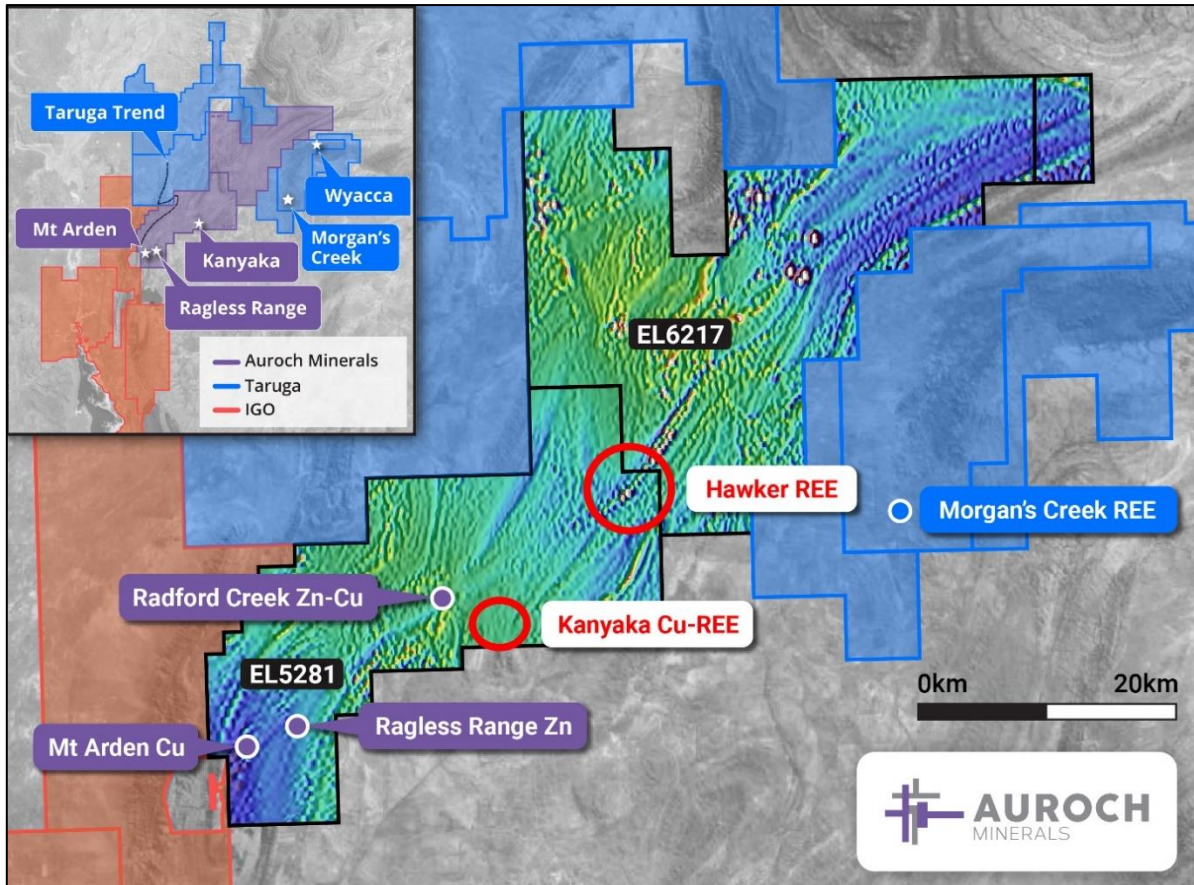 Taruga Trend
Wyacca
Mt Arden
Morgan's
Creek
Kanyaka
Ragless Range
Auroch Minerals
Taruga
IGO
EL6217
Hawker REE
Morgan's Creek REE
Radford Creek Zn-Cu
Kanyaka Cu-REE
EL5281
0km
20km
Ragless Range Zn
Mt Arden Cu
AUROCH
MINERALS